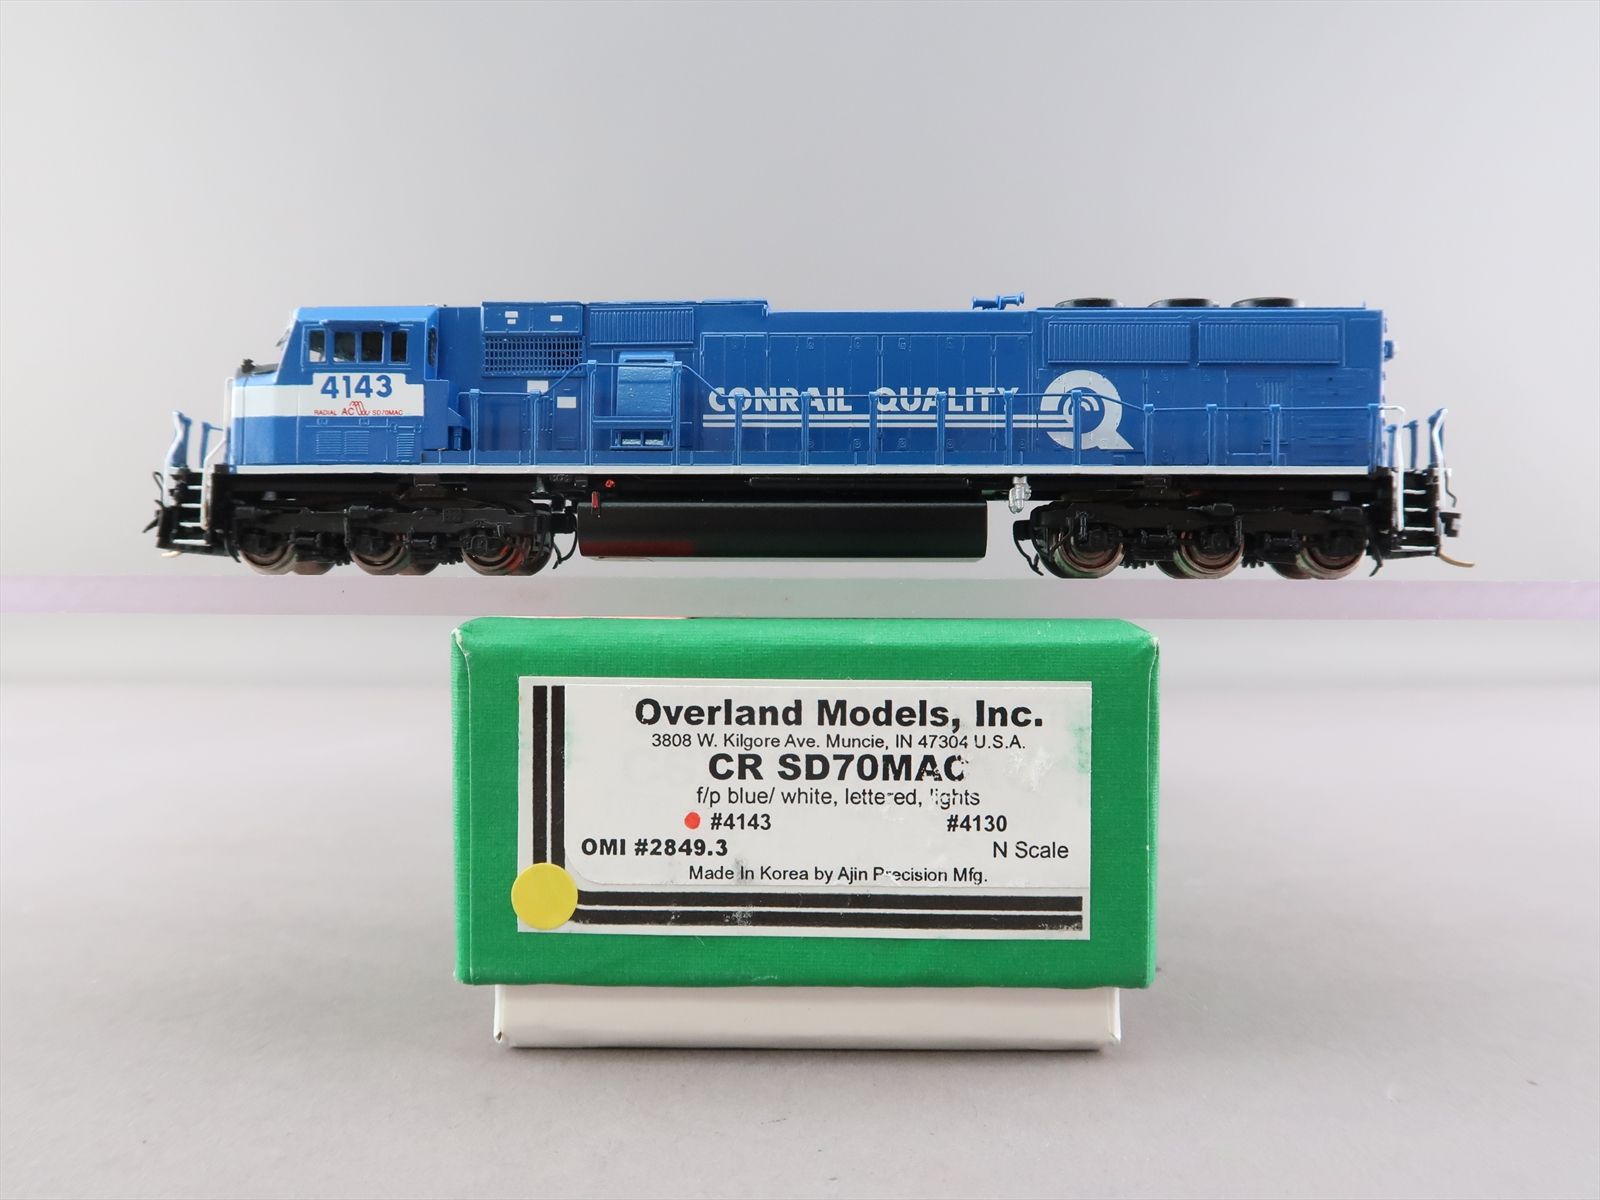 4143
RADIAL AC SD70MAC
CONRAIL QUALITY
Overland Models, Inc.
3808 W. Kilgore Ave. Muncie, IN 47304 U.S.A.
CR SD70MAC
f/p blue/ white, lettered, lights
#4143 #4130
OMI #2849.3 N Scale
Made In Korea by Ajin Precision Mfg.